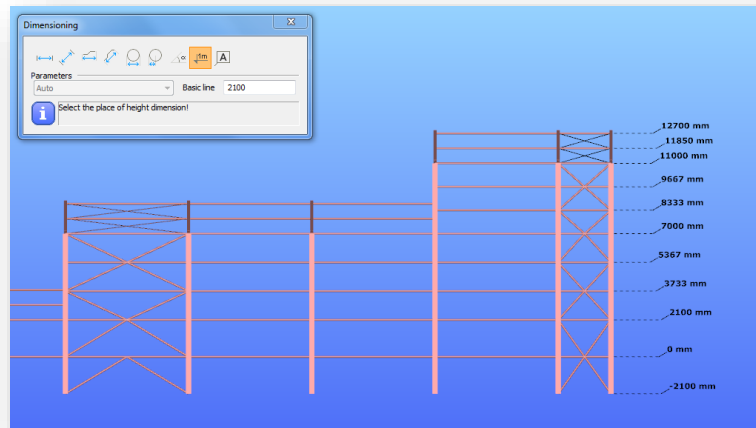 Dimensioning
x
α
1m
A
Parameters
Auto
Basic line
2100
i
Select the place of height dimension!
12700 mm
11850 mm
11000 mm
9667 mm
8333 mm
7000 mm
5367 mm
3733 mm
2100 mm
0 mm
-2100 mm